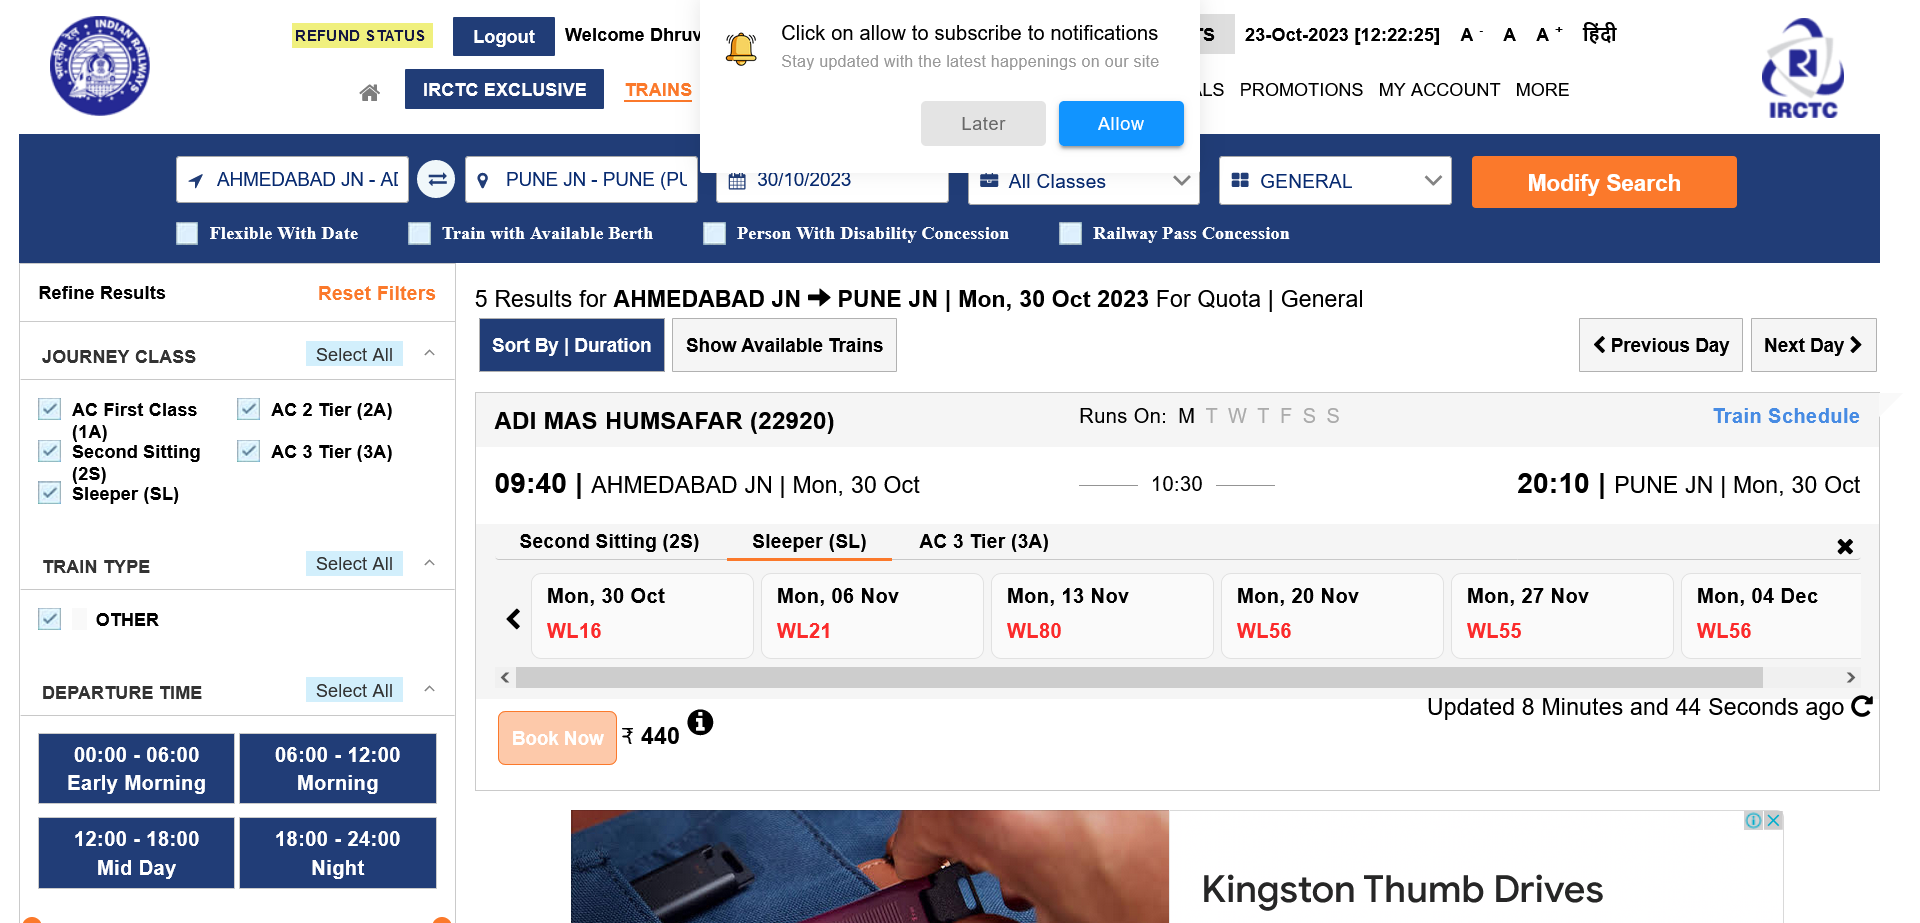 REFUND STATUS
Logout
Welcome Dhruv
Click on allow to subscribe to notifications
Stay updated with the latest happenings on our site
Later
Allow
TS
23-Oct-2023 [12:22:25]
A -
A
A +
हिंदी
INDIAN RAILWAYS
भारतीय रेल
IRCTC EXCLUSIVE
TRAINS
ALS
PROMOTIONS
MY ACCOUNT
MORE
IRCTC
AHMEDABAD JN - AD
PUNE JN - PUNE (PU
30/10/2023
All Classes
GENERAL
Modify Search
Flexible With Date
Train with Available Berth
Person With Disability Concession
Railway Pass Concession
Refine Results
Reset Filters
JOURNEY CLASS
Select All
AC First Class (1A)
AC 2 Tier (2A)
Second Sitting (2S)
AC 3 Tier (3A)
Sleeper (SL)
TRAIN TYPE
Select All
OTHER
DEPARTURE TIME
Select All
00:00 - 06:00
Early Morning
06:00 - 12:00
Morning
12:00 - 18:00
Mid Day
18:00 - 24:00
Night
5 Results for AHMEDABAD JN ➔ PUNE JN | Mon, 30 Oct 2023 For Quota | General
Sort By | Duration
Show Available Trains
Previous Day
Next Day
ADI MAS HUMSAFAR (22920)
Runs On: M T W T F S S
Train Schedule
09:40 | AHMEDABAD JN | Mon, 30 Oct
10:30
20:10 | PUNE JN | Mon, 30 Oct
Second Sitting (2S)
Sleeper (SL)
AC 3 Tier (3A)
Mon, 30 Oct
WL16
Mon, 06 Nov
WL21
Mon, 13 Nov
WL80
Mon, 20 Nov
WL56
Mon, 27 Nov
WL55
Mon, 04 Dec
WL56
Updated 8 Minutes and 44 Seconds ago
Book Now
₹ 440
Kingston Thumb Drives